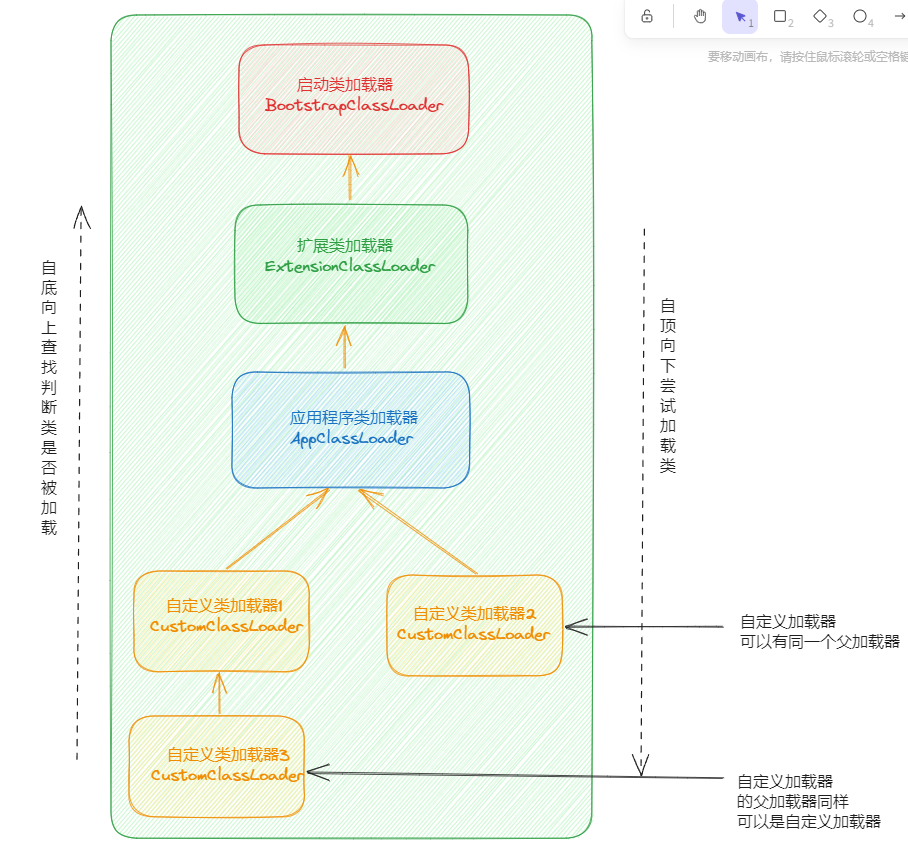 1
2
3
4
要移动画布，请按住鼠标滚轮或空格键
启动类加载器
BootstrapClassLoader
扩展类加载器
ExtensionClassLoader
自底向上查找判断类是否被加载
自顶向下尝试加载类
应用程序类加载器
AppClassLoader
自定义类加载器1
CustomClassLoader
自定义类加载器2
CustomClassLoader
自定义加载器
可以有同一个父加载器
自定义类加载器3
CustomClassLoader
自定义加载器
的父加载器同样
可以是自定义加载器